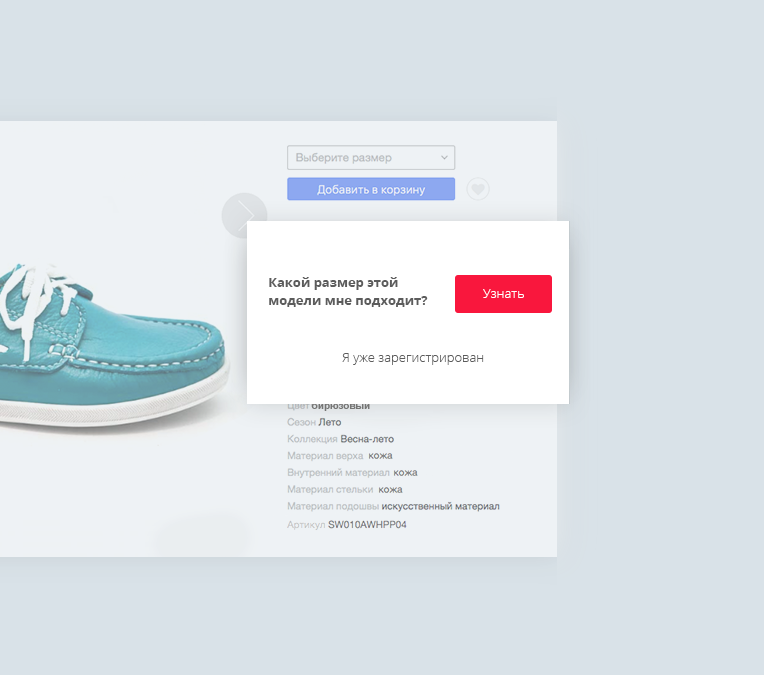 Выберите размер
Добавить в корзину
Какой размер этой
модели мне подходит?
Узнать
Я уже зарегистрирован
Цвет бирюзовый
Сезон Лето
Коллекция Весна-лето
Материал верха кожа
Внутренний материал кожа
Материал стельки кожа
Материал подошвы искусственный материал
Артикул SW010AWHPP04